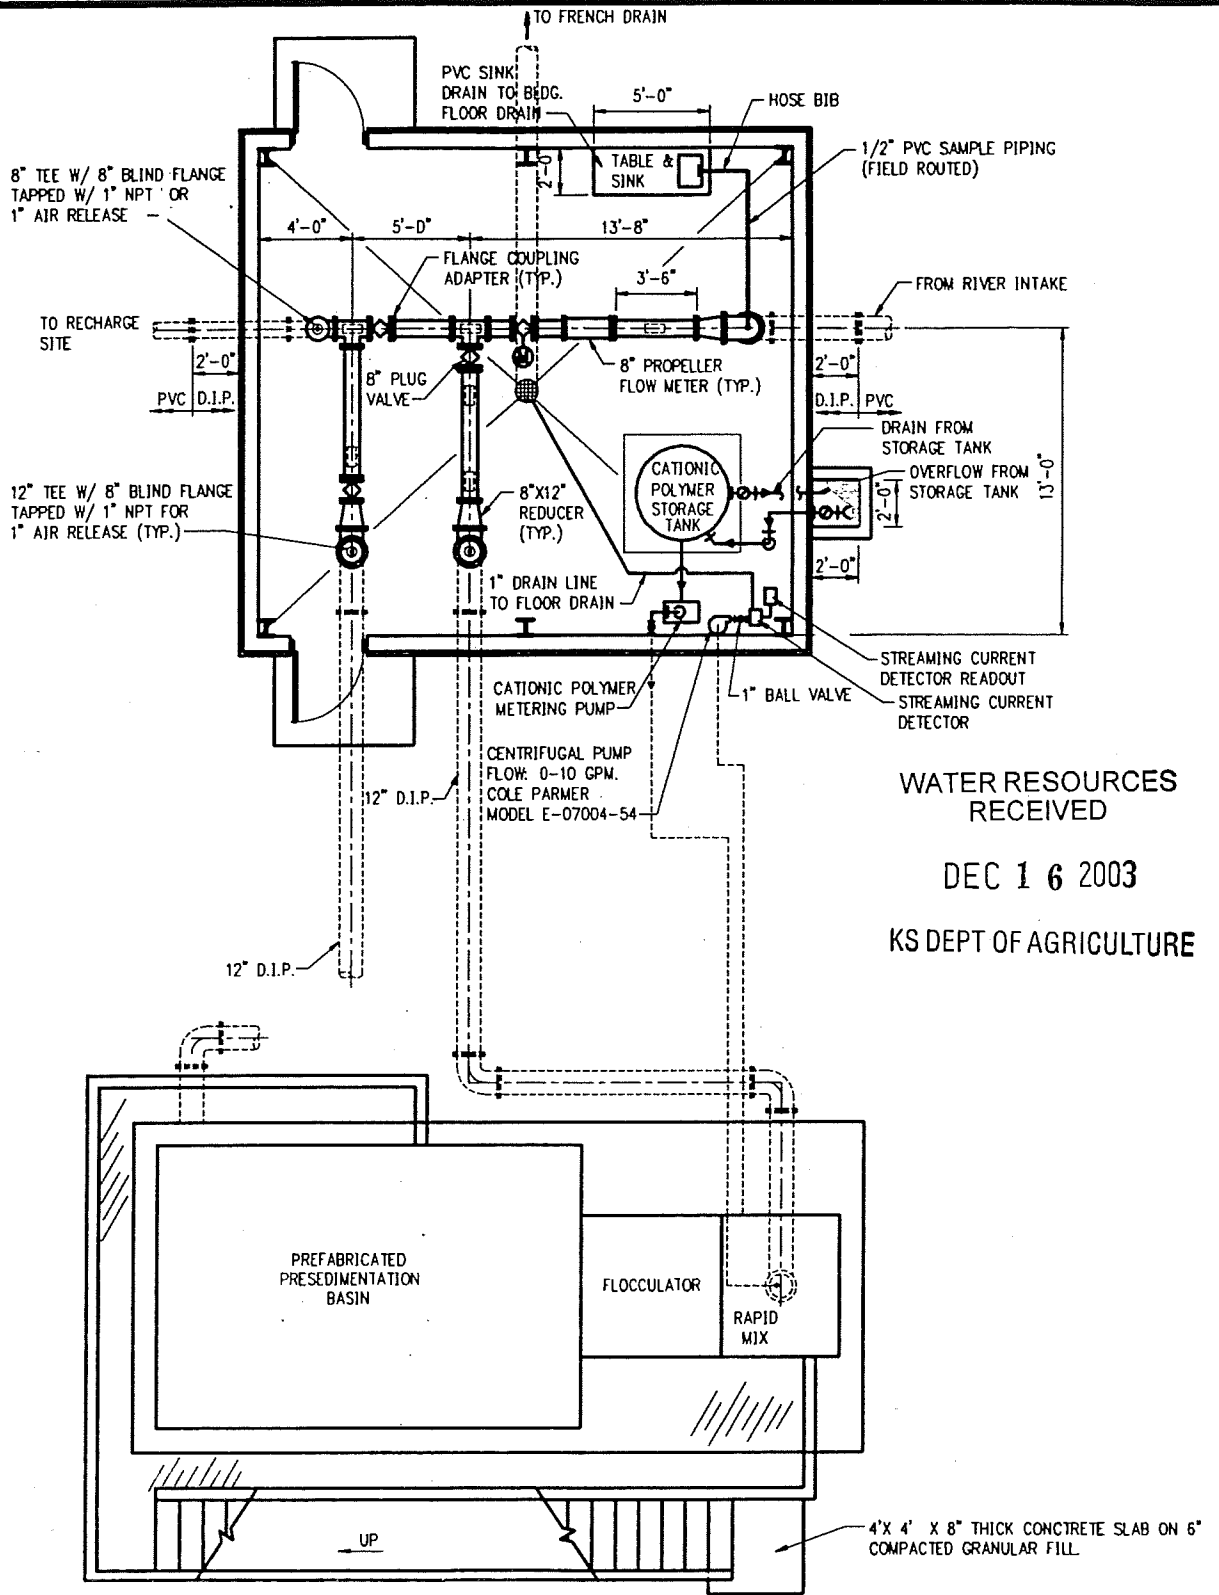 TO FRENCH DRAIN
PVC SINK
DRAIN TO BLDG.
FLOOR DRAIN
5'-0"
HOSE BIB
1/2" PVC SAMPLE PIPING
(FIELD ROUTED)
TABLE &
SINK
2'-0
8" TEE W/ 8" BLIND FLANGE
TAPPED W/ 1" NPT OR
1" AIR RELEASE
4'-0"
5'-D"
13'-8"
FLANGE COUPLING
ADAPTER (TYP.)
3'-6"
FROM RIVER INTAKE
TO RECHARGE
SITE
2'-0"
PVC
D.I.P.
8" PLUG
VALVE
8" PROPELLER
FLOW METER (TYP.)
M
2'-0"
D.I.P.
PVC
DRAIN FROM
STORAGE TANK
OVERFLOW FROM
STORAGE TANK
2'-0"
13'-0"
2'-0"
CATIONIC
POLYMER
STORAGE
TANK
12" TEE W/ 8" BLIND FLANGE
TAPPED W/ 1" NPT FOR
1" AIR RELEASE (TYP.)
8"X12"
REDUCER
(TYP.)
1" DRAIN LINE
TO FLOOR DRAIN
STREAMING CURRENT
DETECTOR READOUT
CATIONIC POLYMER
METERING PUMP
1" BALL VALVE
STREAMING CURRENT
DETECTOR
CENTRIFUGAL PUMP
FLOW: 0-10 GPM.
COLE PARMER
MODEL E-07004-54
12" D.I.P.
WATER RESOURCES
RECEIVED
DEC 16 2003
KS DEPT OF AGRICULTURE
12" D.I.P.
PREFABRICATED
PRESEDIMENTATION
BASIN
FLOCCULATOR
RAPID
MIX
UP
4'X 4' X 8" THICK CONCTRETE SLAB ON 6"
COMPACTED GRANULAR FILL